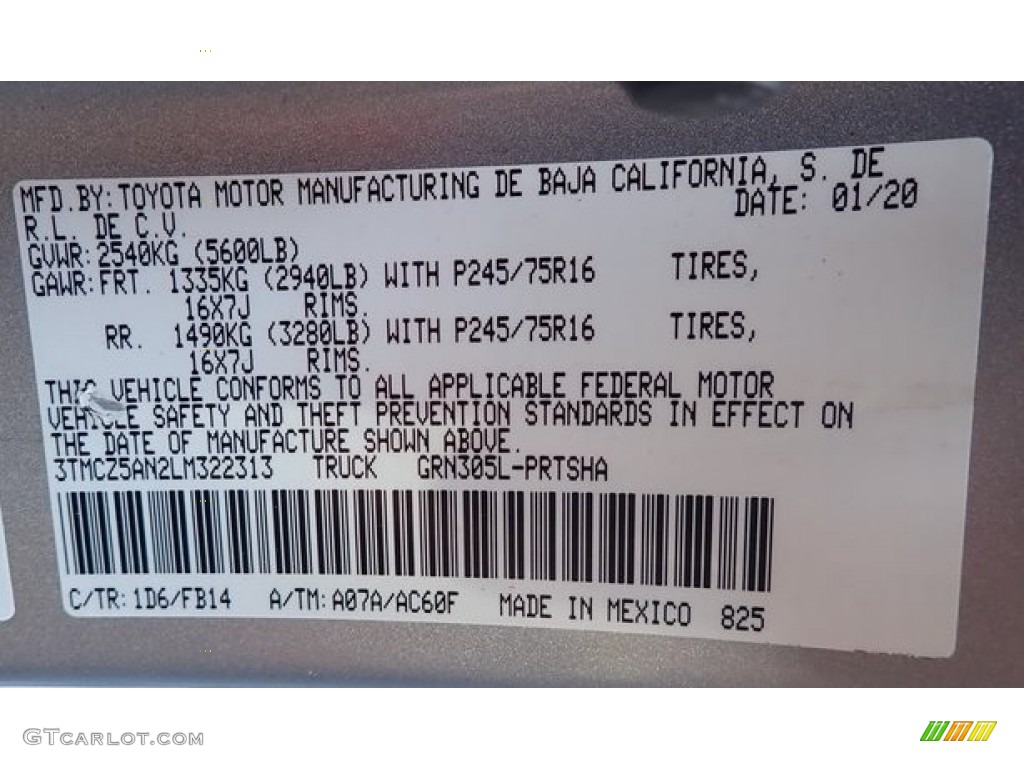 MFD.BY: TOYOTA MOTOR MANUFACTURING DE BAJA CALIFORNIA, S. DE
R.L. DE C.V. DATE: 01/20
GVWR: 2540KG (5600LB)
GAWR: FRT. 1335KG (2940LB) WITH P245/75R16 TIRES,
16X7J RIMS.
RR. 1490KG (3280LB) WITH P245/75R16 TIRES,
16X7J RIMS.
THIS VEHICLE CONFORMS TO ALL APPLICABLE FEDERAL MOTOR
VEHICLE SAFETY AND THEFT PREVENTION STANDARDS IN EFFECT ON
THE DATE OF MANUFACTURE SHOWN ABOVE.
3TMCZ5AN2LM322313 TRUCK GRN305L-PRTSHA
C/TR: 1D6/FB14 A/TM: A07A/AC60F MADE IN MEXICO 825
GTCARLOT.COM